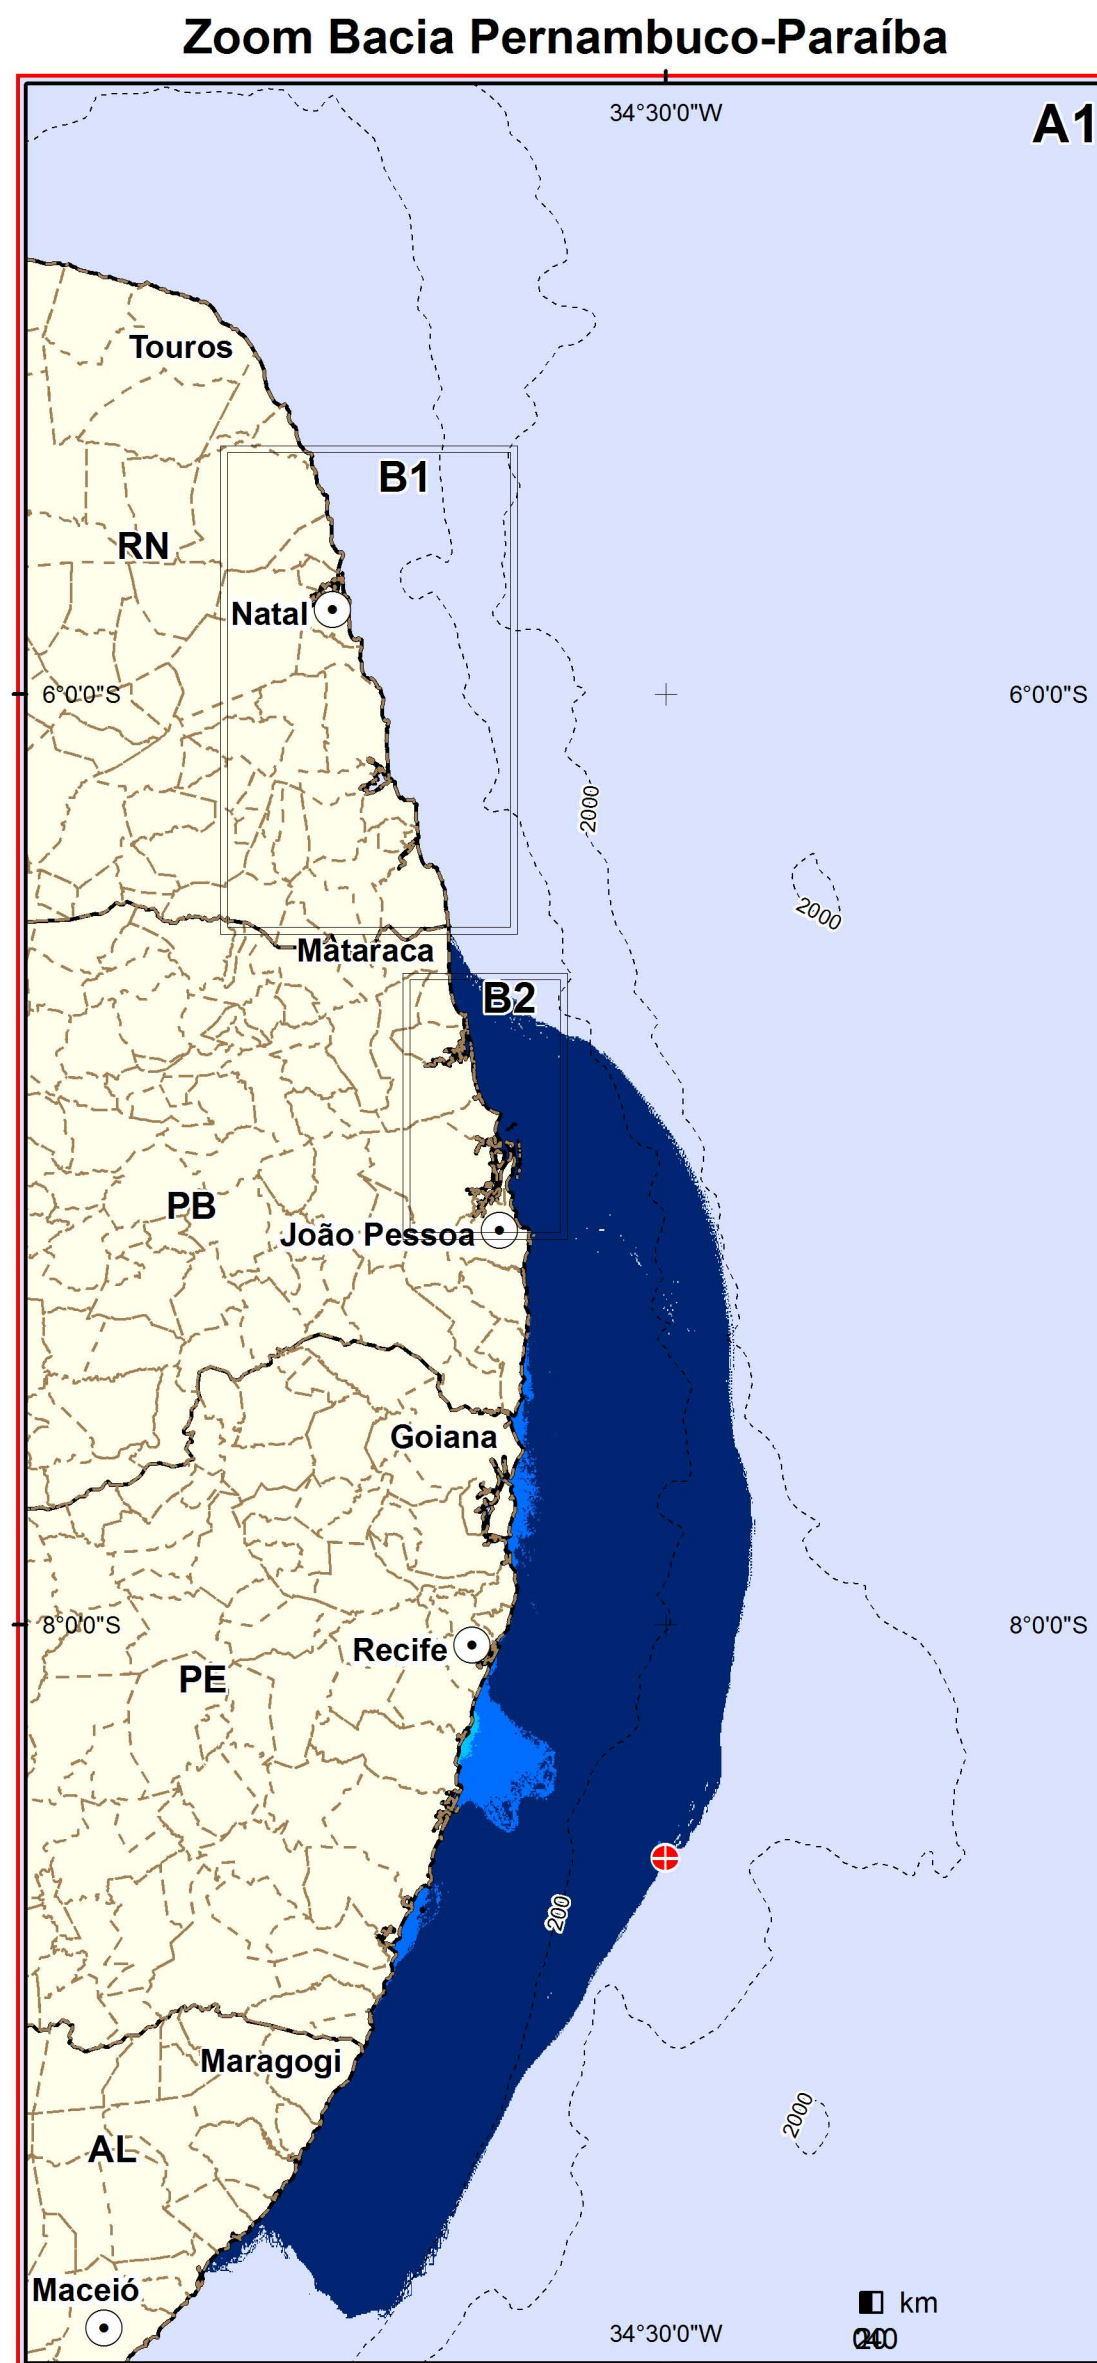 Zoom Bacia Pernambuco-Paraíba
34°30'0"W
A1
Touros
B1
RN
Natal
6°0'0"S
6°0'0"S
2000
2000
Mataraca
B2
PB
João Pessoa
Goiana
8°0'0"S
8°0'0"S
Recife
PE
200
Maragogi
2000
AL
Maceió
km
34°30'0"W